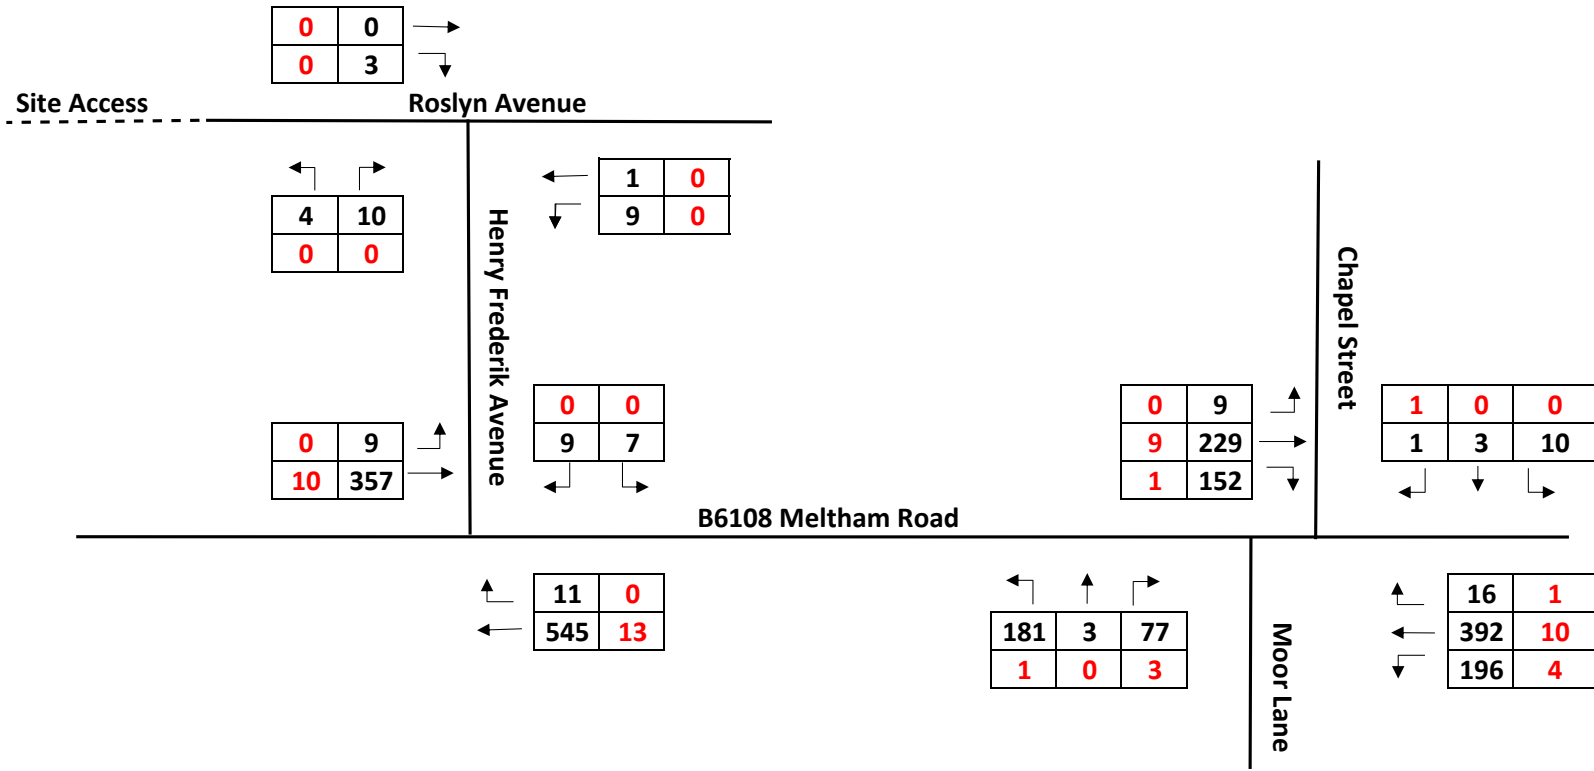 0 0
0 3
Site Access
Roslyn Avenue
4 10
0 0
1 0
9 0
Henry Frederik Avenue
Chapel Street
0 9
10 357
0 0
9 7
0 9
9 229
1 152
1 0 0
1 3 10
B6108 Meltham Road
11 0
545 13
181 3 77
1 0 3
Moor Lane
16 1
392 10
196 4